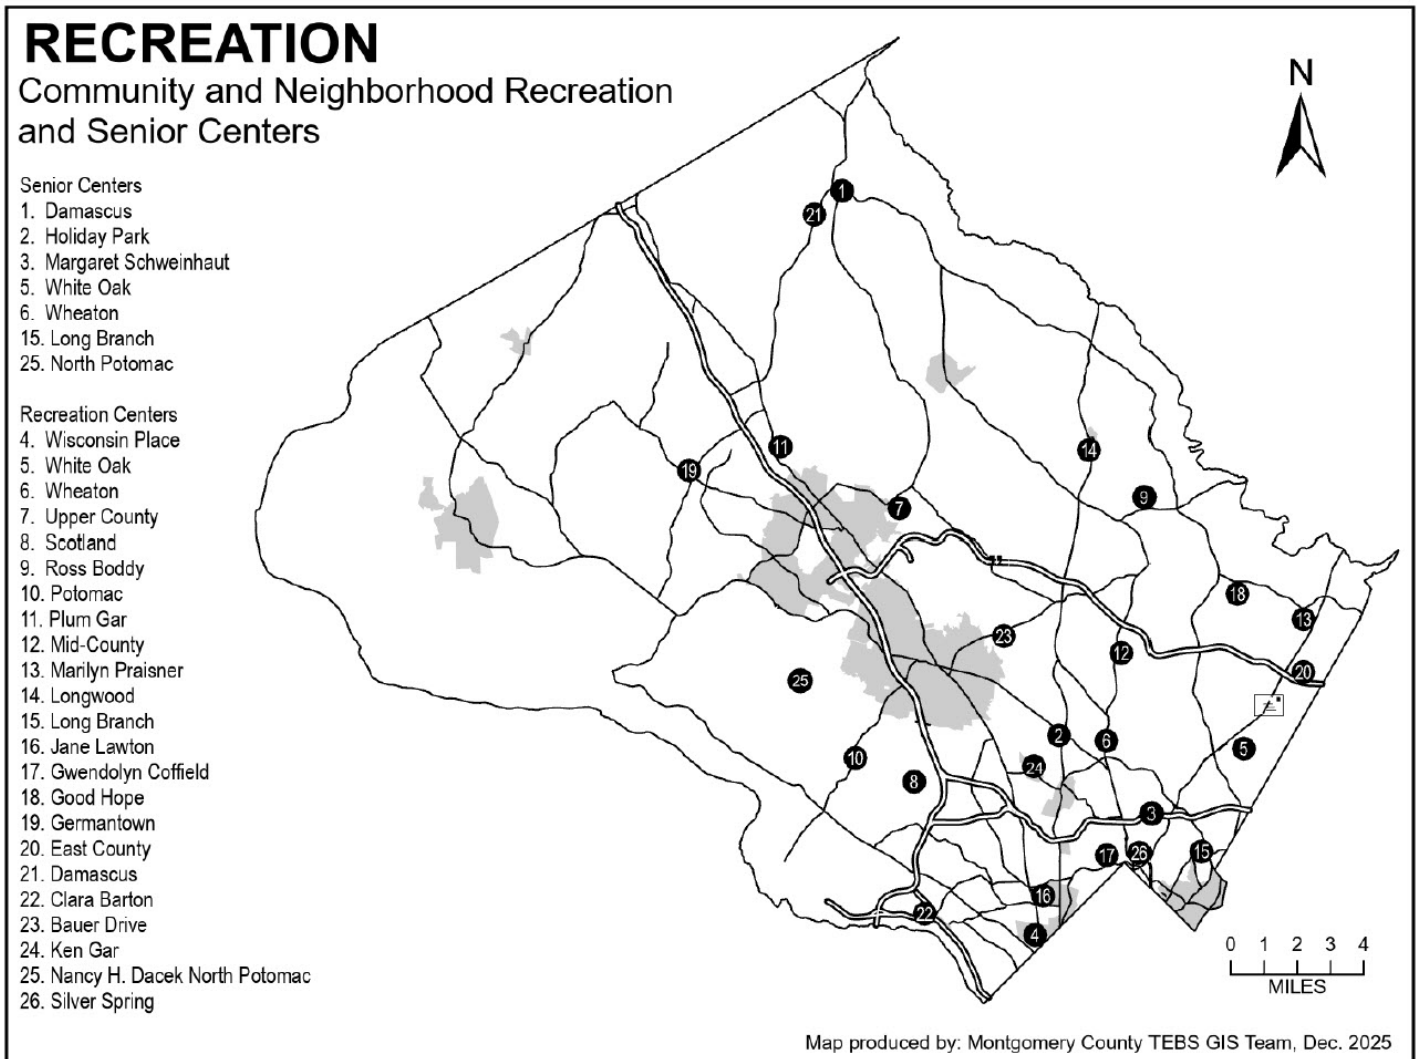 RECREATION
Community and Neighborhood Recreation
and Senior Centers
N
Senior Centers
1. Damascus
2. Holiday Park
3. Margaret Schweinhaut
5. White Oak
6. Wheaton
15. Long Branch
25. North Potomac
Recreation Centers
4. Wisconsin Place
5. White Oak
6. Wheaton
7. Upper County
8. Scotland
9. Ross Boddy
10. Potomac
11. Plum Gar
12. Mid-County
13. Marilyn Praisner
14. Longwood
15. Long Branch
16. Jane Lawton
17. Gwendolyn Coffield
18. Good Hope
19. Germantown
20. East County
21. Damascus
22. Clara Barton
23. Bauer Drive
24. Ken Gar
25. Nancy H. Dacek North Potomac
26. Silver Spring
1
21
11
14
19
9
7
18
13
23
12
20
25
2
6
5
10
24
8
3
17
26
15
16
22
4
0 1 2 3 4
MILES
Map produced by: Montgomery County TEBS GIS Team, Dec. 2025